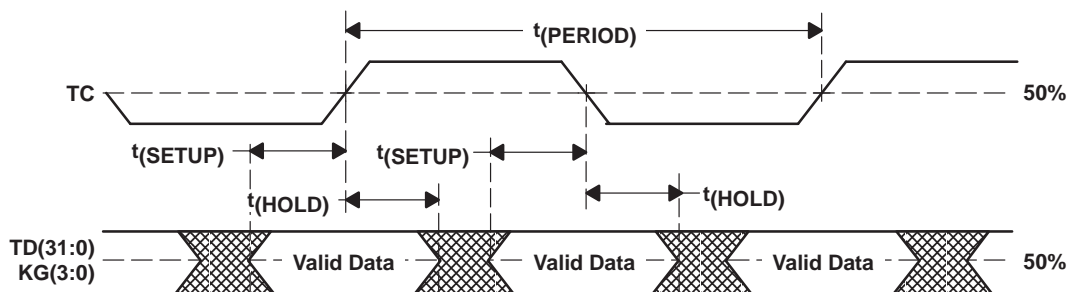 t(PERIOD)
TC
50%
t(SETUP)
t(SETUP)
t(HOLD)
t(HOLD)
TD(31:0)
KG(3:0)
Valid Data
Valid Data
Valid Data
50%